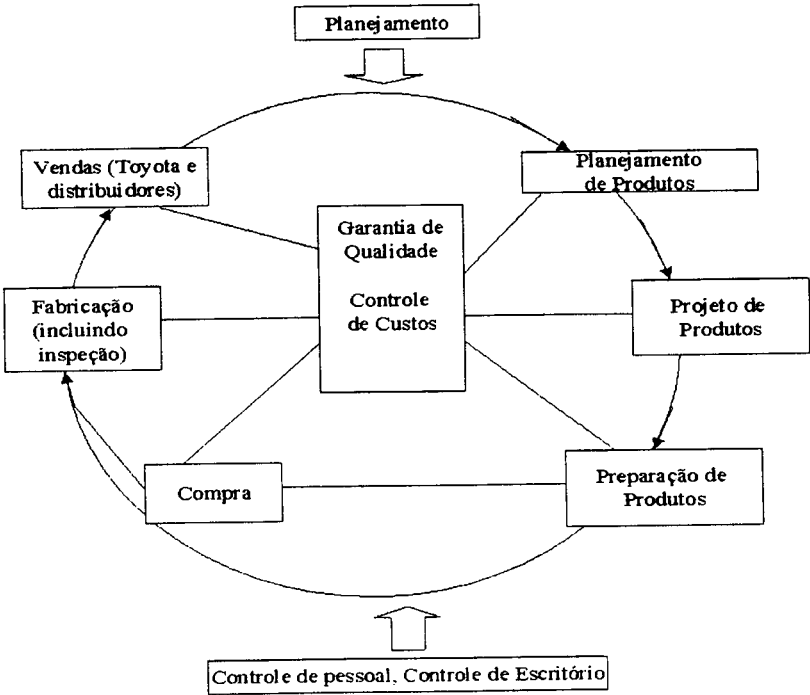 Planejamento
Vendas (Toyota e
distribuidores)
Planejamento
de Produtos
Garantia de
Qualidade
Controle
de Custos
Fabricação
(incluindo
inspeção)
Projeto de
Produtos
Compra
Preparação de
Produtos
Controle de pessoal, Controle de Escritório